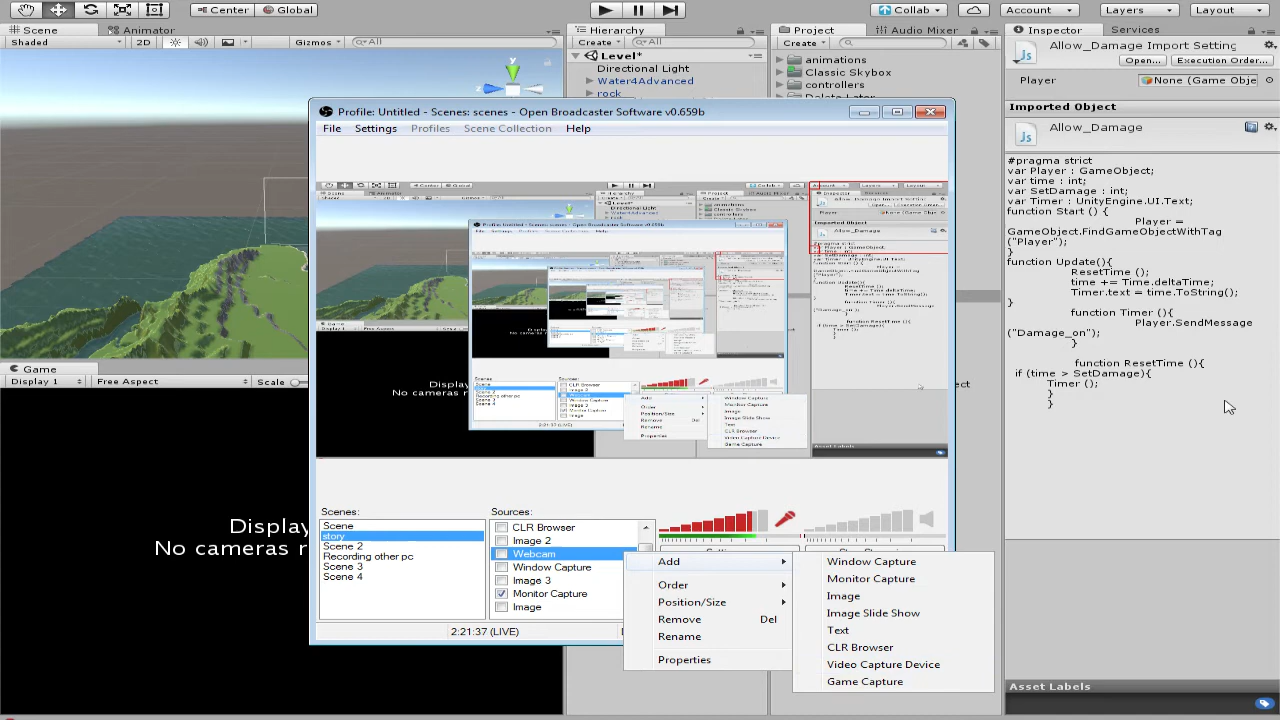 Center
Global
Collab
Account
Layers
Layout
Scene
Animator
Hierarchy
Project
Audio Mixer
Inspector
Services
Shaded
2D
Gizmos
All
Create
All
Create
Allow_Damage Import Setting
Open...
Execution Order...
Level*
Directional Light
Water4Advanced
rock
animations
Classic Skybox
controllers
Player
None (Game Obje
Imported Object
Allow_Damage
Profile: Untitled - Scenes: scenes - Open Broadcaster Software v0.659b
File
Settings
Profiles
Scene Collection
Help
#pragma strict
var Player : GameObject;
var time : int;
var SetDamage : int;
var Timer : UnityEngine.UI.Text;
function Start () {
Player =
GameObject.FindGameObjectWithTag
("Player");
}
function Update(){
ResetTime ();
time += Time.deltaTime;
Timer.text = time.ToString();
}
function Timer (){
("Damage on");
}
function ResetTime (){
if (time > SetDamage){
Timer ();
}
}
Game
Display 1
Free Aspect
Scale
Display
No cameras r
Scenes:
Scene
story
Scene 2
Recording other pc
Scene 3
Scene 4
Sources:
CLR Browser
Image 2
Webcam
Window Capture
Image 3
Monitor Capture
Image
2:21:37 (LIVE)
Add
Order
Position/Size
Remove Del
Rename
Properties
Window Capture
Monitor Capture
Image
Image Slide Show
Text
CLR Browser
Video Capture Device
Game Capture
Asset Labels